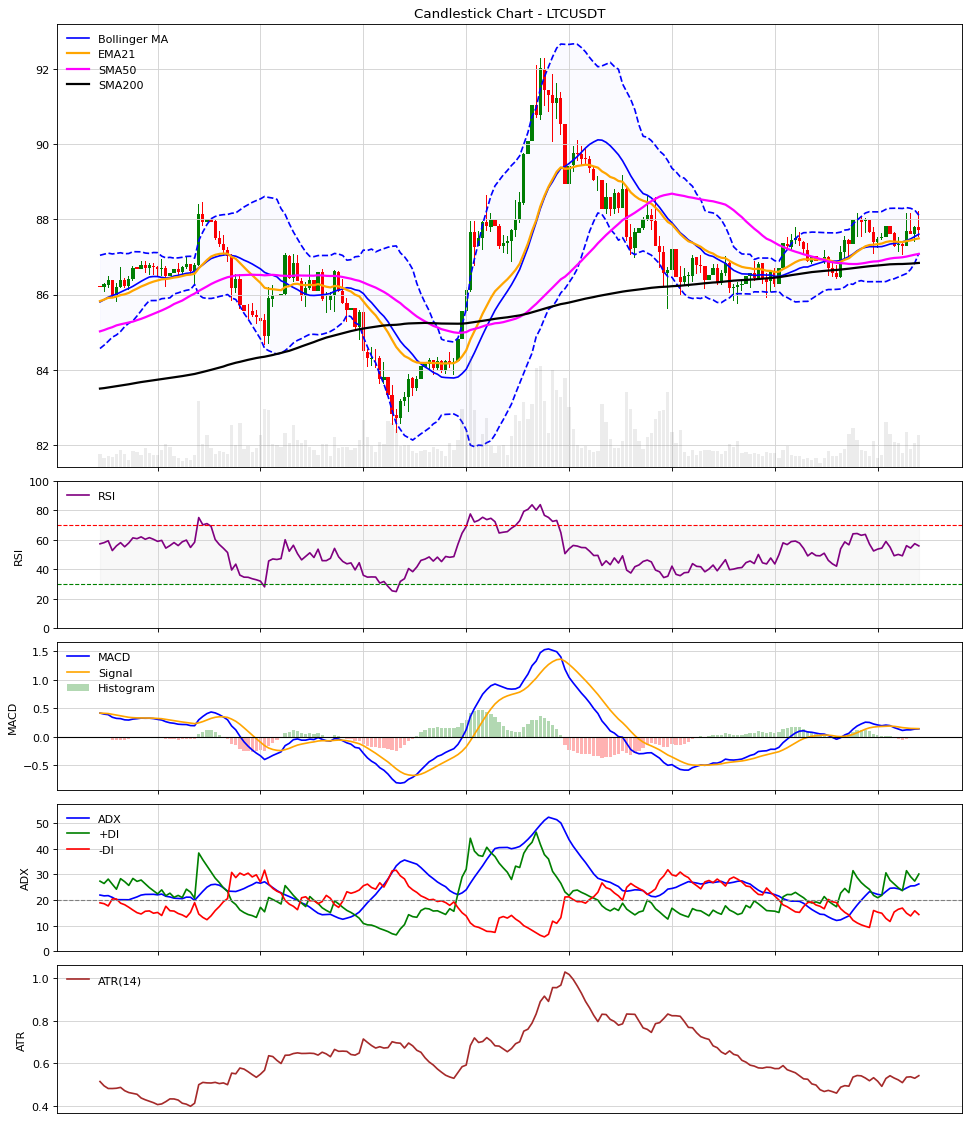 Candlestick Chart - LTCUSDT
Bollinger MA
EMA21
SMA50
SMA200
92
90
88
86
84
82
RSI
100
80
60
40
20
0
RSI
MACD
Signal
Histogram
1.5
1.0
0.5
0.0
−0.5
MACD
ADX
+DI
-DI
50
40
30
20
10
0
ADX
ATR(14)
1.0
0.8
0.6
0.4
ATR